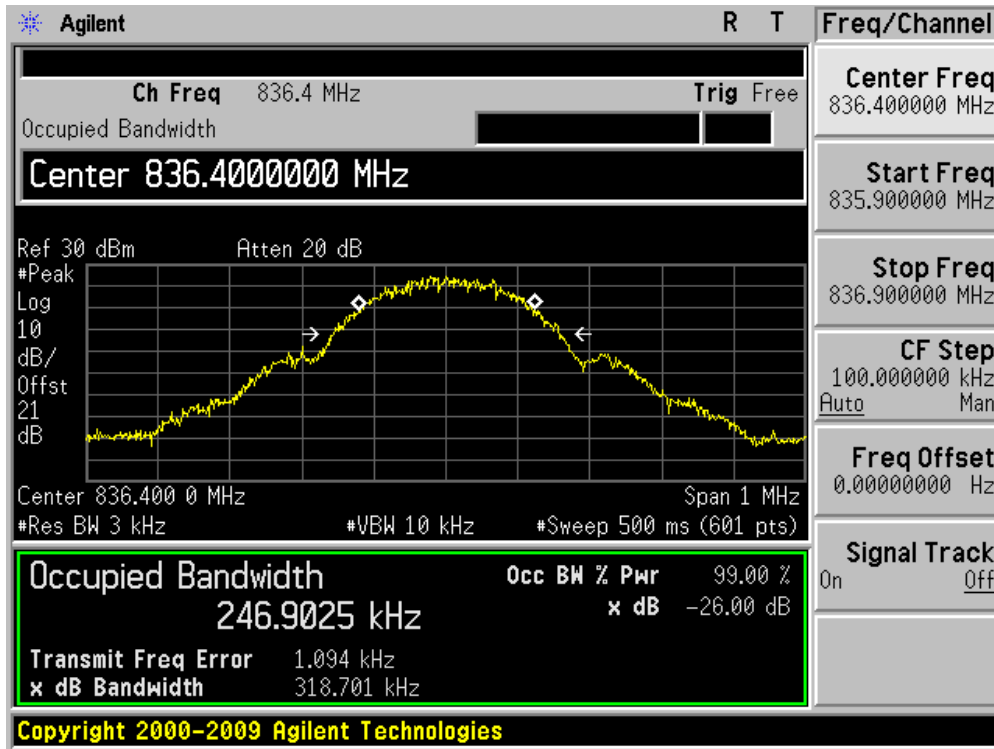 Agilent R T Freq/Channel
Ch Freq 836.4 MHz Trig Free
Occupied Bandwidth
Center 836.4000000 MHz
Ref 30 dBm Atten 20 dB
#Peak
Log
10
dB/
Offst
21
dB
Center 836.400 0 MHz Span 1 MHz
#Res BW 3 kHz #VBW 10 kHz #Sweep 500 ms (601 pts)
Occupied Bandwidth
246.9025 kHz
Occ BW % Pwr 99.00 %
x dB -26.00 dB
Transmit Freq Error 1.094 kHz
x dB Bandwidth 318.701 kHz
Copyright 2000-2009 Agilent Technologies
Center Freq
836.400000 MHz
Start Freq
835.900000 MHz
Stop Freq
836.900000 MHz
CF Step
100.000000 kHz
Auto Man
Freq Offset
0.00000000 Hz
Signal Track
On Off